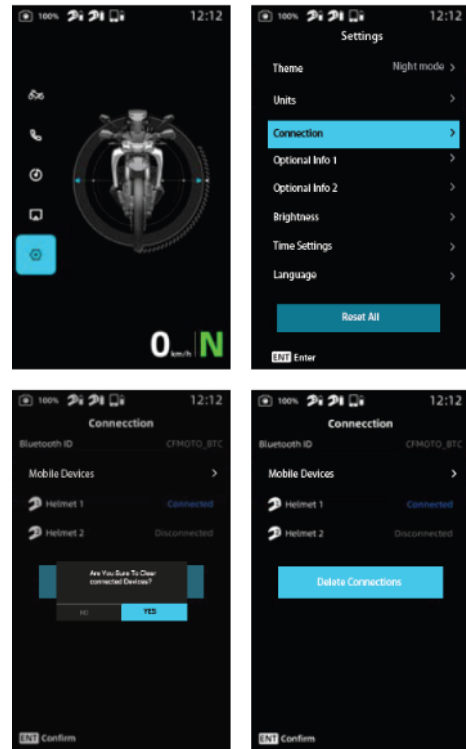 100% 12:12
0 km/h N
100% 12:12
Settings
Theme Night mode >
Units >
Connection >
Optional Info 1 >
Optional Info 2 >
Brightness >
Time Settings >
Language >
Reset All
ENT Enter
100% 12:12
Connecction
Bluetooth ID CFMOTO_BTC
Mobile Devices >
Helmet 1 Connected
Helmet 2 Disconnected
Are You Sure To Clear
connected Devices?
NO YES
ENT Confirm
100% 12:12
Connecction
Bluetooth ID CFMOTO_BTC
Mobile Devices >
Helmet 1 Connected
Helmet 2 Disconnected
Delete Connections
ENT Confirm